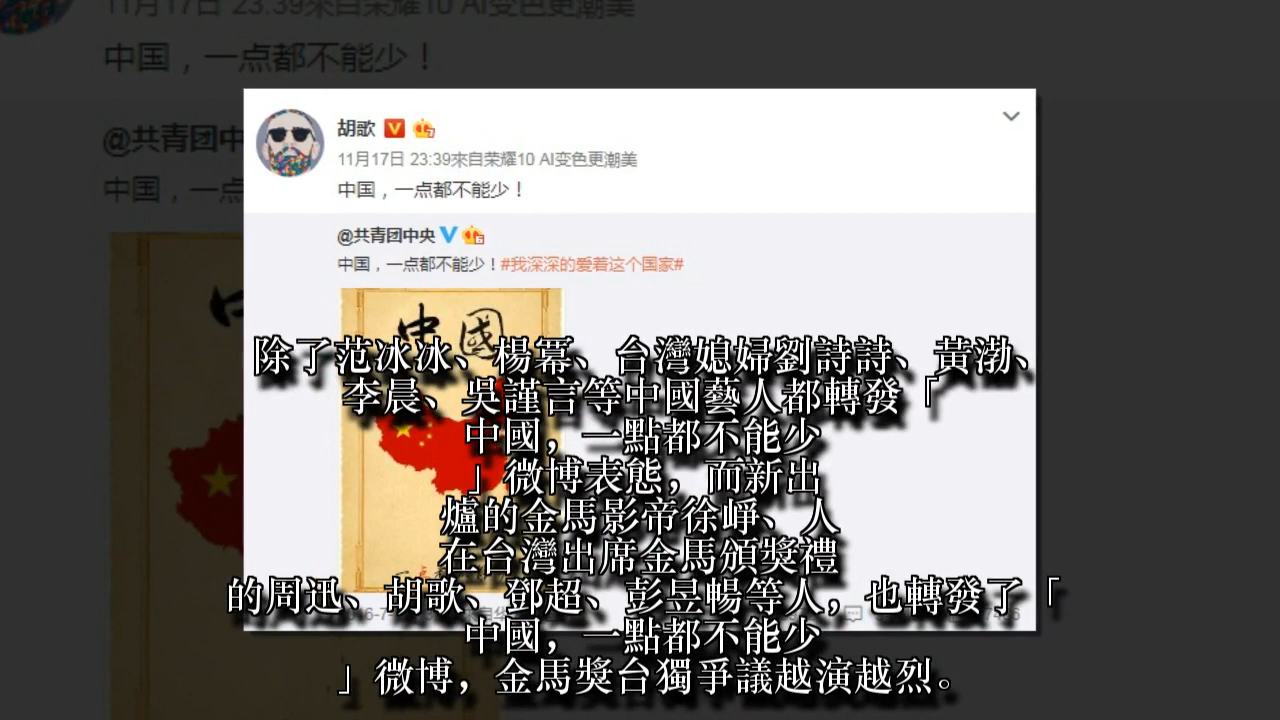 11月17日 23:39來自荣耀10 AI变色更潮美
中国，一点都不能少！
@共青团中
中国，一点
胡歌
11月17日 23:39來自荣耀10 AI变色更潮美
中国，一点都不能少！
@共青团中央
中国，一点都不能少！#我深深的爱着这个国家#
中國
除了范冰冰、楊冪、台灣媳婦劉詩詩、黃渤、
李晨、吳謹言等中國藝人都轉發「
中國，一點都不能少
」微博表態，而新出
爐的金馬影帝徐崢、人
在台灣出席金馬頒獎禮
的周迅、胡歌、鄧超、彭昱暢等人，也轉發了「
中國，一點都不能少
」微博，金馬獎台獨爭議越演越烈。